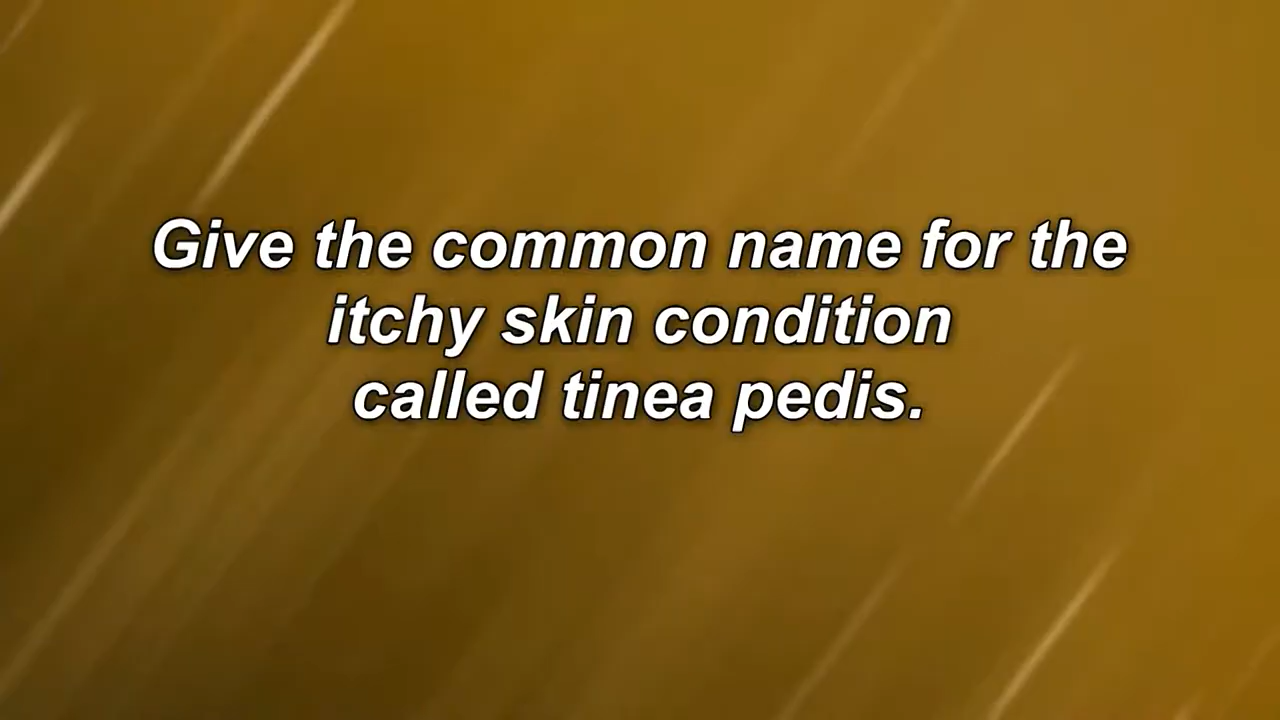 Give the common name for the
itchy skin condition
called tinea pedis.